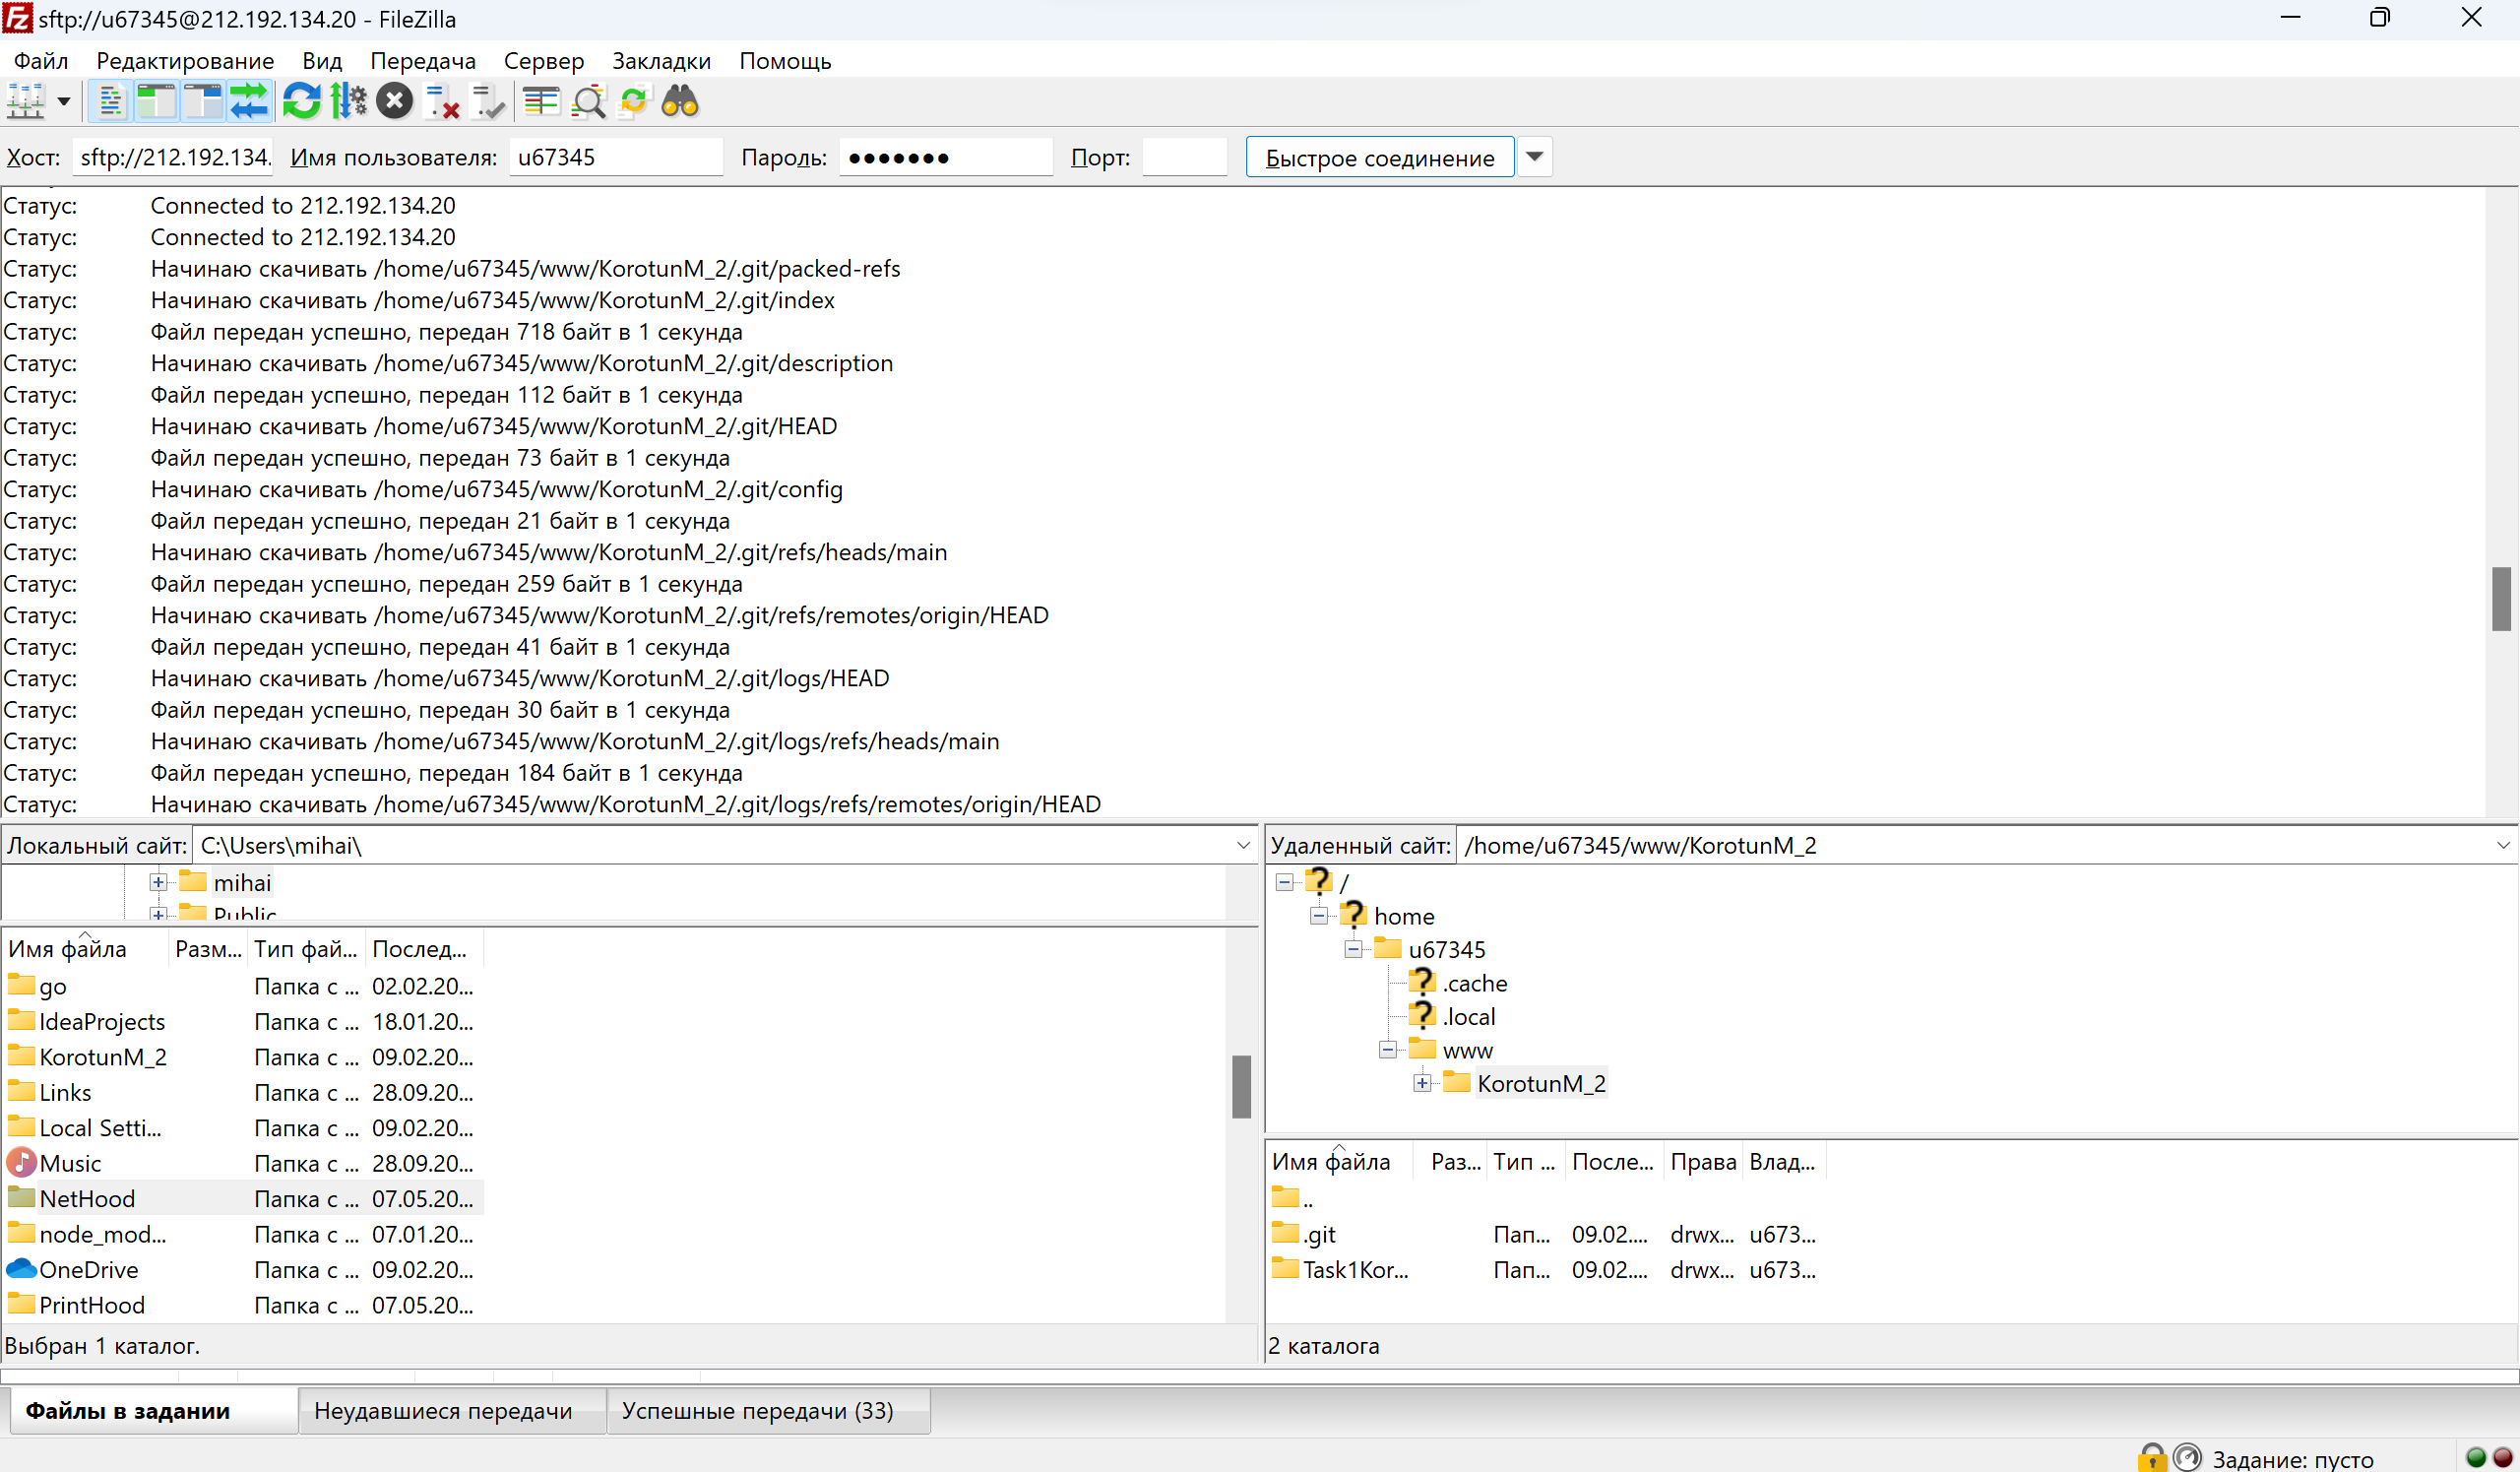 sftp://u67345@212.192.134.20 - FileZilla
Файл Редактирование Вид Передача Сервер Закладки Помощь
Хост: sftp://212.192.134. Имя пользователя: u67345 Пароль: ●●●●●●● Порт: Быстрое соединение
Статус: Connected to 212.192.134.20
Статус: Connected to 212.192.134.20
Статус: Начинаю скачивать /home/u67345/www/KorotunM_2/.git/packed-refs
Статус: Начинаю скачивать /home/u67345/www/KorotunM_2/.git/index
Статус: Файл передан успешно, передан 718 байт в 1 секунда
Статус: Начинаю скачивать /home/u67345/www/KorotunM_2/.git/description
Статус: Файл передан успешно, передан 112 байт в 1 секунда
Статус: Начинаю скачивать /home/u67345/www/KorotunM_2/.git/HEAD
Статус: Файл передан успешно, передан 73 байт в 1 секунда
Статус: Начинаю скачивать /home/u67345/www/KorotunM_2/.git/config
Статус: Файл передан успешно, передан 21 байт в 1 секунда
Статус: Начинаю скачивать /home/u67345/www/KorotunM_2/.git/refs/heads/main
Статус: Файл передан успешно, передан 259 байт в 1 секунда
Статус: Начинаю скачивать /home/u67345/www/KorotunM_2/.git/refs/remotes/origin/HEAD
Статус: Файл передан успешно, передан 41 байт в 1 секунда
Статус: Начинаю скачивать /home/u67345/www/KorotunM_2/.git/logs/HEAD
Статус: Файл передан успешно, передан 30 байт в 1 секунда
Статус: Начинаю скачивать /home/u67345/www/KorotunM_2/.git/logs/refs/heads/main
Статус: Файл передан успешно, передан 184 байт в 1 секунда
Статус: Начинаю скачивать /home/u67345/www/KorotunM_2/.git/logs/refs/remotes/origin/HEAD
Локальный сайт: C:\Users\mihai\
mihai
Public
Имя файла Разм... Тип фай... Послед...
go Папка с ... 02.02.20...
IdeaProjects Папка с ... 18.01.20...
KorotunM_2 Папка с ... 09.02.20...
Links Папка с ... 28.09.20...
Local Setti... Папка с ... 09.02.20...
Music Папка с ... 28.09.20...
NetHood Папка с ... 07.05.20...
node_mod... Папка с ... 07.01.20...
OneDrive Папка с ... 09.02.20...
PrintHood Папка с ... 07.05.20...
Выбран 1 каталог.
Удаленный сайт: /home/u67345/www/KorotunM_2
/
home
u67345
.cache
.local
www
KorotunM_2
Имя файла Раз... Тип ... После... Права Влад...
..
.git Пап... 09.02.... drwx... u673...
Task1Kor... Пап... 09.02.... drwx... u673...
2 каталога
Файлы в задании Неудавшиеся передачи Успешные передачи (33)
Задание: пусто